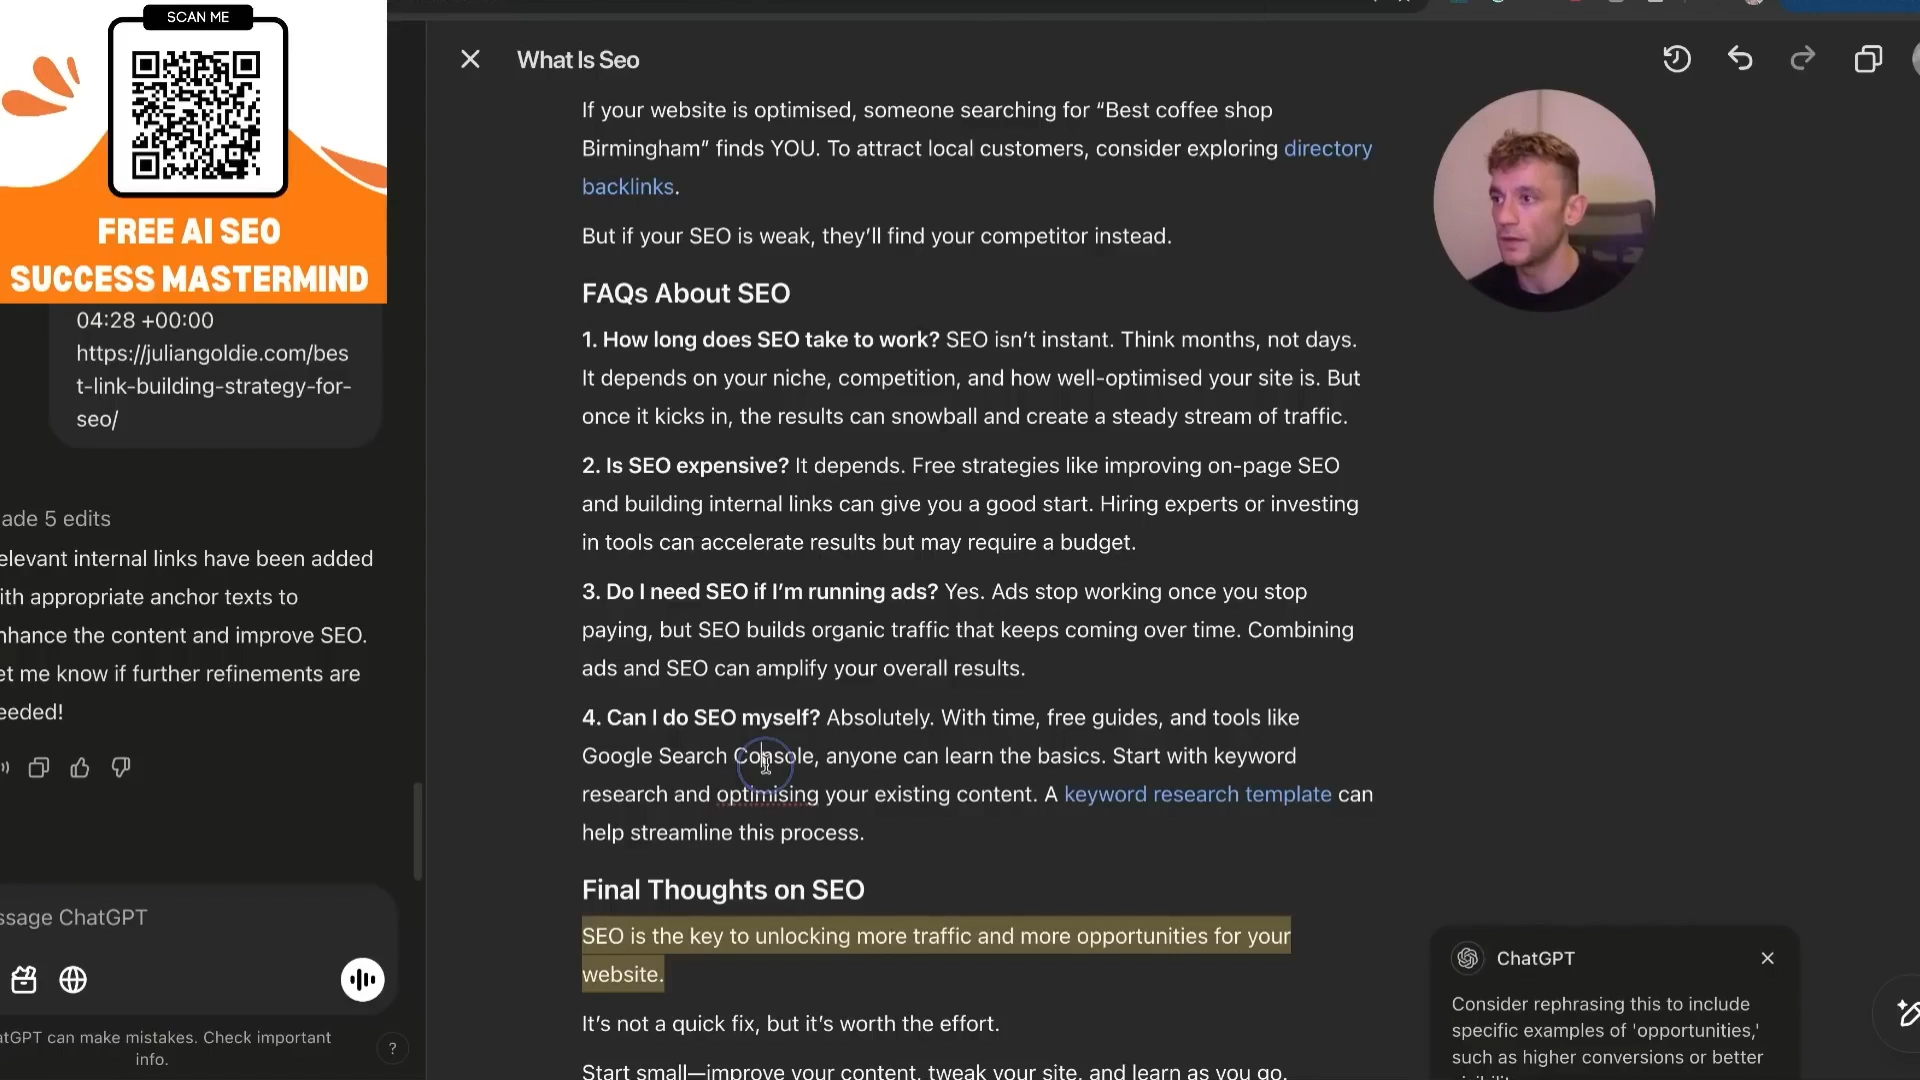 SCAN ME
FREE AI SEO
SUCCESS MASTERMIND
04:28 +00:00
https://juliangoldie.com/bes
t-link-building-strategy-for-
seo/
ade 5 edits
elevant internal links have been added
ith appropriate anchor texts to
nhance the content and improve SEO.
et me know if further refinements are
eeded!
ssage ChatGPT
atGPT can make mistakes. Check important
info.
?
What Is Seo
If your website is optimised, someone searching for “Best coffee shop
Birmingham” finds YOU. To attract local customers, consider exploring directory
backlinks.
But if your SEO is weak, they’ll find your competitor instead.
FAQs About SEO
1. How long does SEO take to work? SEO isn’t instant. Think months, not days.
It depends on your niche, competition, and how well-optimised your site is. But
once it kicks in, the results can snowball and create a steady stream of traffic.
2. Is SEO expensive? It depends. Free strategies like improving on-page SEO
and building internal links can give you a good start. Hiring experts or investing
in tools can accelerate results but may require a budget.
3. Do I need SEO if I’m running ads? Yes. Ads stop working once you stop
paying, but SEO builds organic traffic that keeps coming over time. Combining
ads and SEO can amplify your overall results.
4. Can I do SEO myself? Absolutely. With time, free guides, and tools like
Google Search Console, anyone can learn the basics. Start with keyword
research and optimising your existing content. A keyword research template can
help streamline this process.
Final Thoughts on SEO
SEO is the key to unlocking more traffic and more opportunities for your
website.
It’s not a quick fix, but it’s worth the effort.
Start small—improve your content, tweak your site, and learn as you go.
ChatGPT
Consider rephrasing this to include
specific examples of 'opportunities,'
such as higher conversions or better